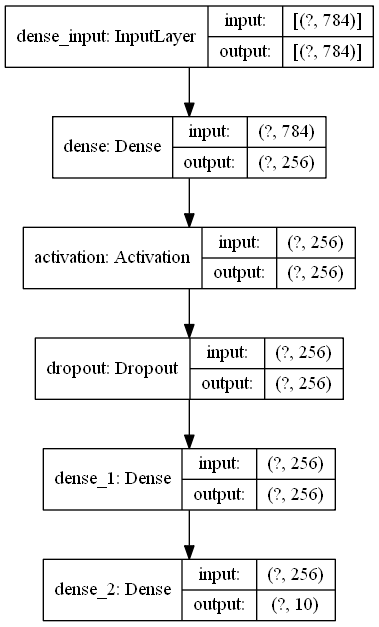 dense_input: InputLayer input: [(?, 784)]
output: [(?, 784)]
dense: Dense input: (?, 784)
output: (?, 256)
activation: Activation input: (?, 256)
output: (?, 256)
dropout: Dropout input: (?, 256)
output: (?, 256)
dense_1: Dense input: (?, 256)
output: (?, 256)
dense_2: Dense input: (?, 256)
output: (?, 10)